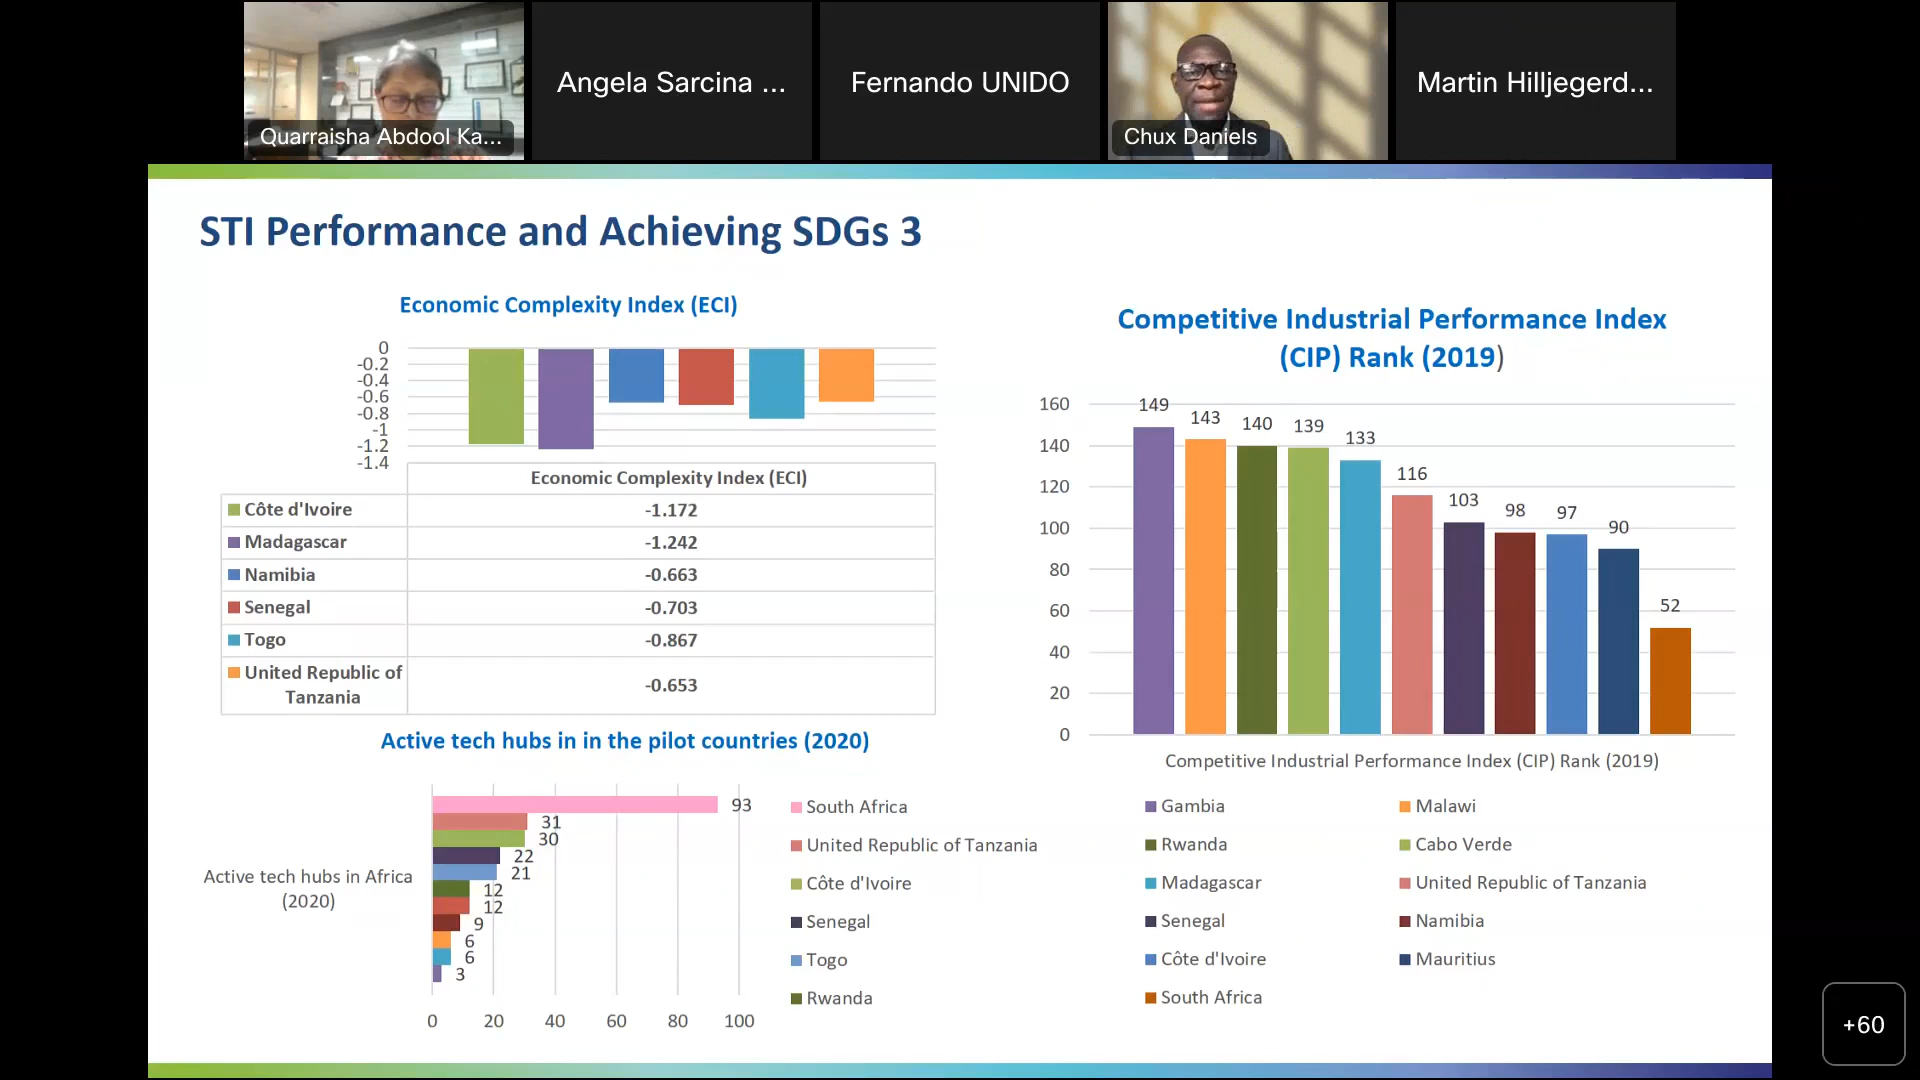 Quarraisha Abdool Ka...
Angela Sarcina ...
Fernando UNIDO
Chux Daniels
Martin Hilljegerd...
STI Performance and Achieving SDGs 3
Economic Complexity Index (ECI)
0
-0.2
-0.4
-0.6
-0.8
-1
-1.2
-1.4
Economic Complexity Index (ECI)
Côte d'Ivoire -1.172
Madagascar -1.242
Namibia -0.663
Senegal -0.703
Togo -0.867
United Republic of
Tanzania -0.653
Active tech hubs in in the pilot countries (2020)
93
31
30
22
21
12
12
9
6
6
3
Active tech hubs in Africa
(2020)
0 20 40 60 80 100
South Africa
United Republic of Tanzania
Côte d'Ivoire
Senegal
Togo
Rwanda
Competitive Industrial Performance Index
(CIP) Rank (2019)
160
140
120
100
80
60
40
20
0
149 143 140 139 133 116 103 98 97 90 52
Competitive Industrial Performance Index (CIP) Rank (2019)
Gambia Malawi
Rwanda Cabo Verde
Madagascar United Republic of Tanzania
Senegal Namibia
Côte d'Ivoire Mauritius
South Africa
+60